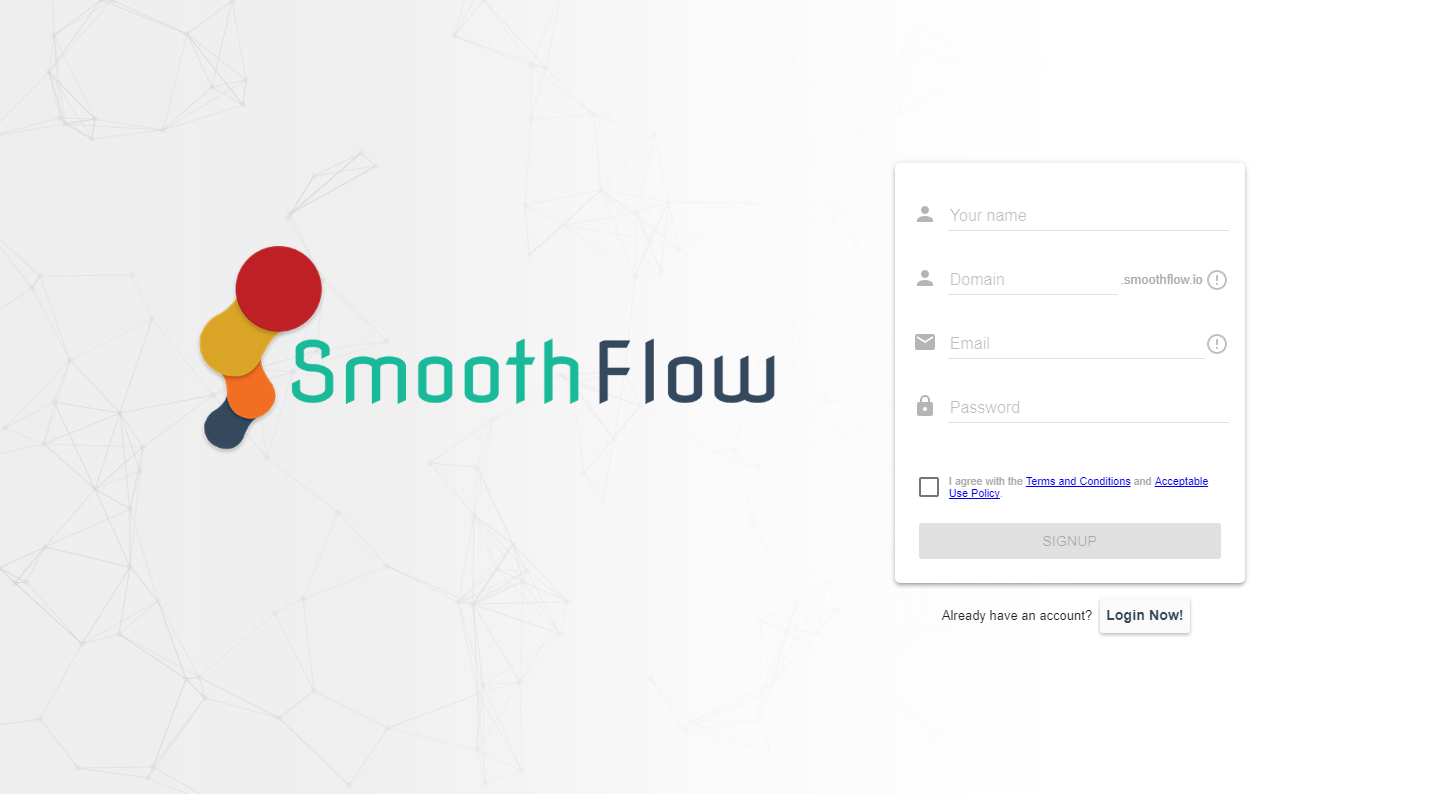 SmoothFlow
Your name
Domain .smoothflow.io
Email
Password
I agree with the Terms and Conditions and Acceptable
Use Policy.
SIGNUP
Already have an account? Login Now!